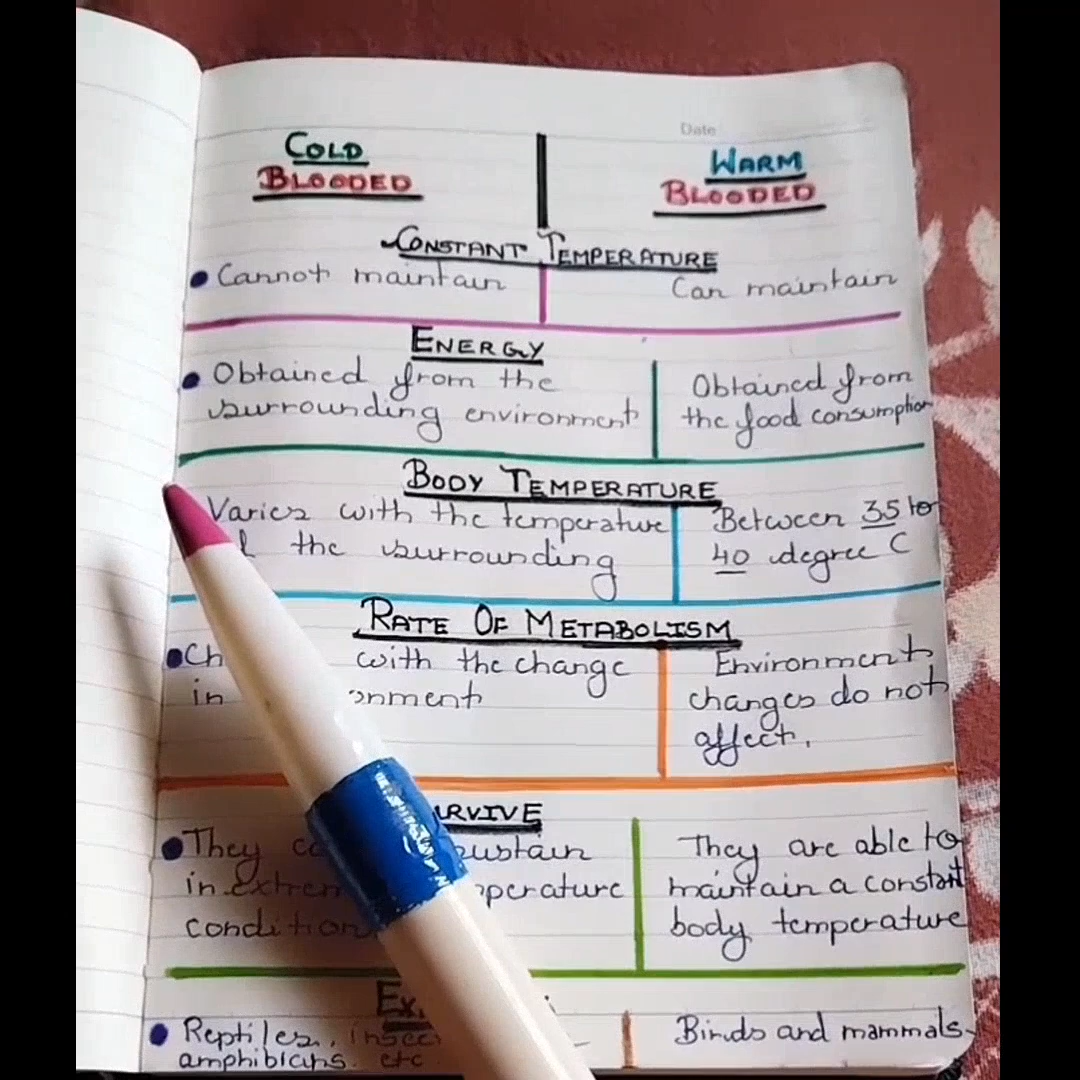 Date
COLD
BLOODED
WARM
BLOODED
CONSTANT TEMPERATURE
Cannot maintain
Can maintain
ENERGY
Obtained from the
surrounding environment
Obtained from
the food consumption
BODY TEMPERATURE
Varies with the temperature
the surrounding
Between 35 to
40 degree C
RATE OF METABOLISM
with the change
in
Environment
changes do not
affect.
They
in
conditions
They are able to
maintain a constant
body temperature
Reptiles,
amphibians. etc
Birds and mammals.